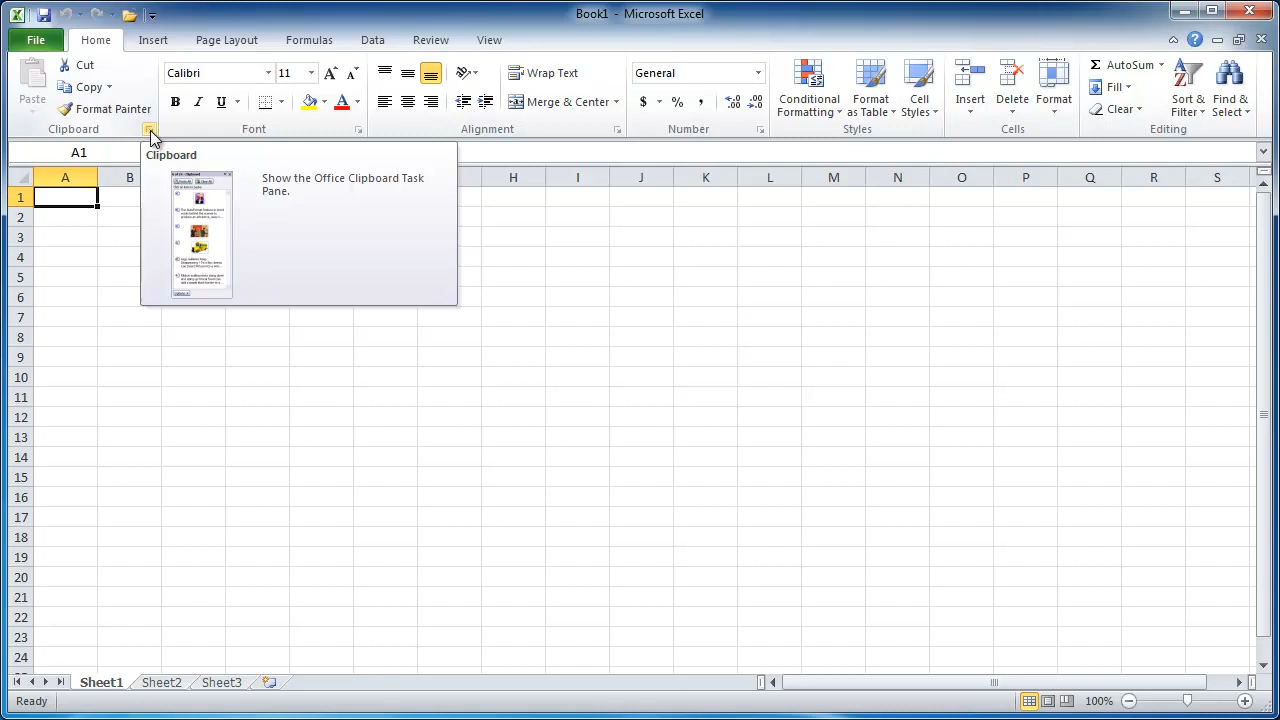 Book1 - Microsoft Excel
File Home Insert Page Layout Formulas Data Review View
Paste
Cut
Copy
Format Painter
Clipboard
Calibri 11
B I U
Font
Wrap Text
Merge & Center
Alignment
General
$ % ,
Number
Conditional Formatting
Format as Table
Cell Styles
Styles
Insert
Delete
Format
Cells
Σ AutoSum
Fill
Clear
Sort & Filter
Find & Select
Editing
A1
Clipboard
Show the Office Clipboard Task
Pane.
A B H I J K L M N O P Q R S
1
2
3
4
5
6
7
8
9
10
11
12
13
14
15
16
17
18
19
20
21
22
23
24
Sheet1 Sheet2 Sheet3
Ready 100%